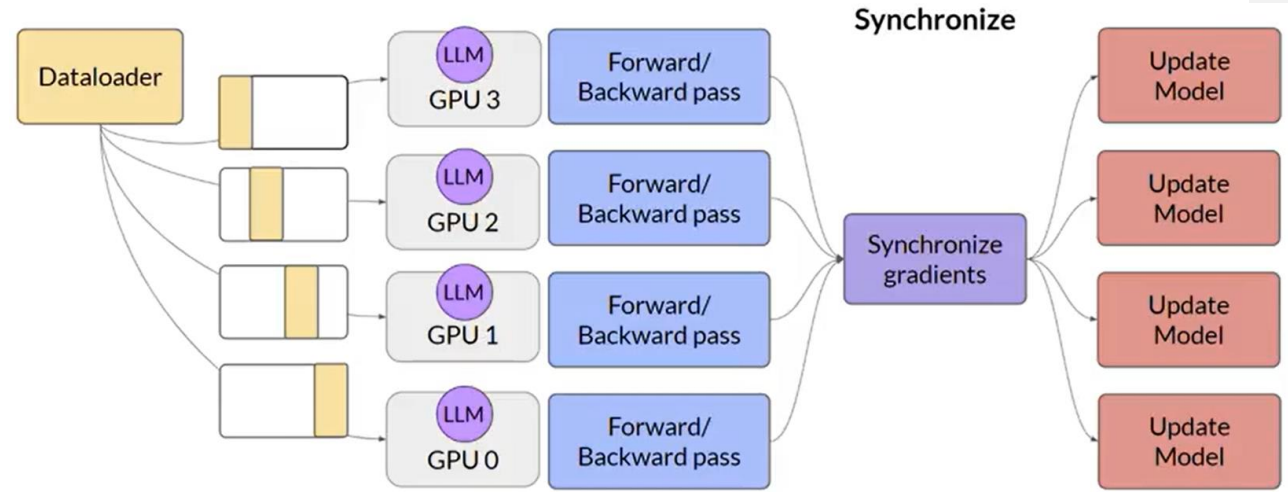 Synchronize
Dataloader
LLM
GPU 3
Forward/
Backward pass
Update
Model
LLM
GPU 2
Forward/
Backward pass
Update
Model
Synchronize
gradients
LLM
GPU 1
Forward/
Backward pass
Update
Model
LLM
GPU 0
Forward/
Backward pass
Update
Model